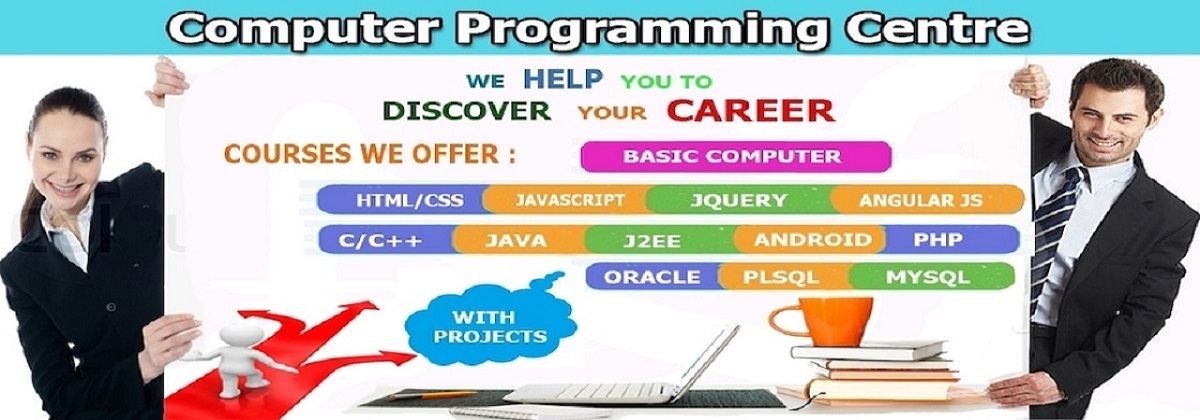 Computer Programming Centre
WE HELP YOU TO
DISCOVER YOUR CAREER
COURSES WE OFFER : BASIC COMPUTER
HTML/CSS JAVASCRIPT JQUERY ANGULAR JS
C/C++ JAVA J2EE ANDROID PHP
ORACLE PLSQL MYSQL
WITH
PROJECTS